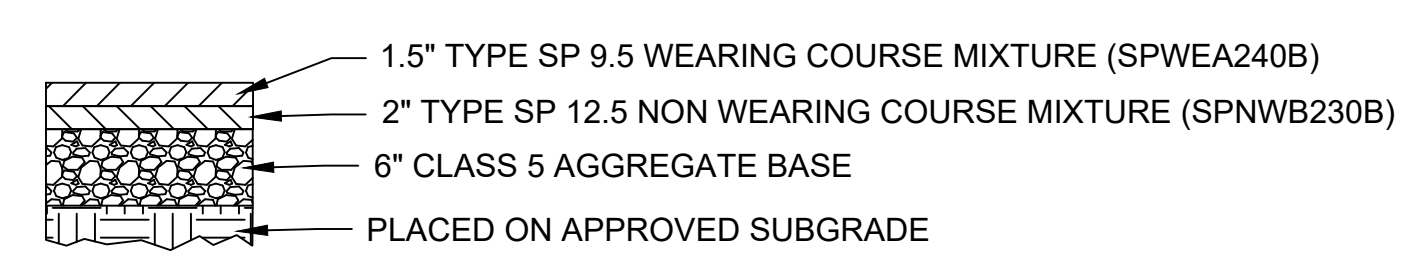 1.5" TYPE SP 9.5 WEARING COURSE MIXTURE (SPWEA240B)
2" TYPE SP 12.5 NON WEARING COURSE MIXTURE (SPNWB230B)
6" CLASS 5 AGGREGATE BASE
PLACED ON APPROVED SUBGRADE